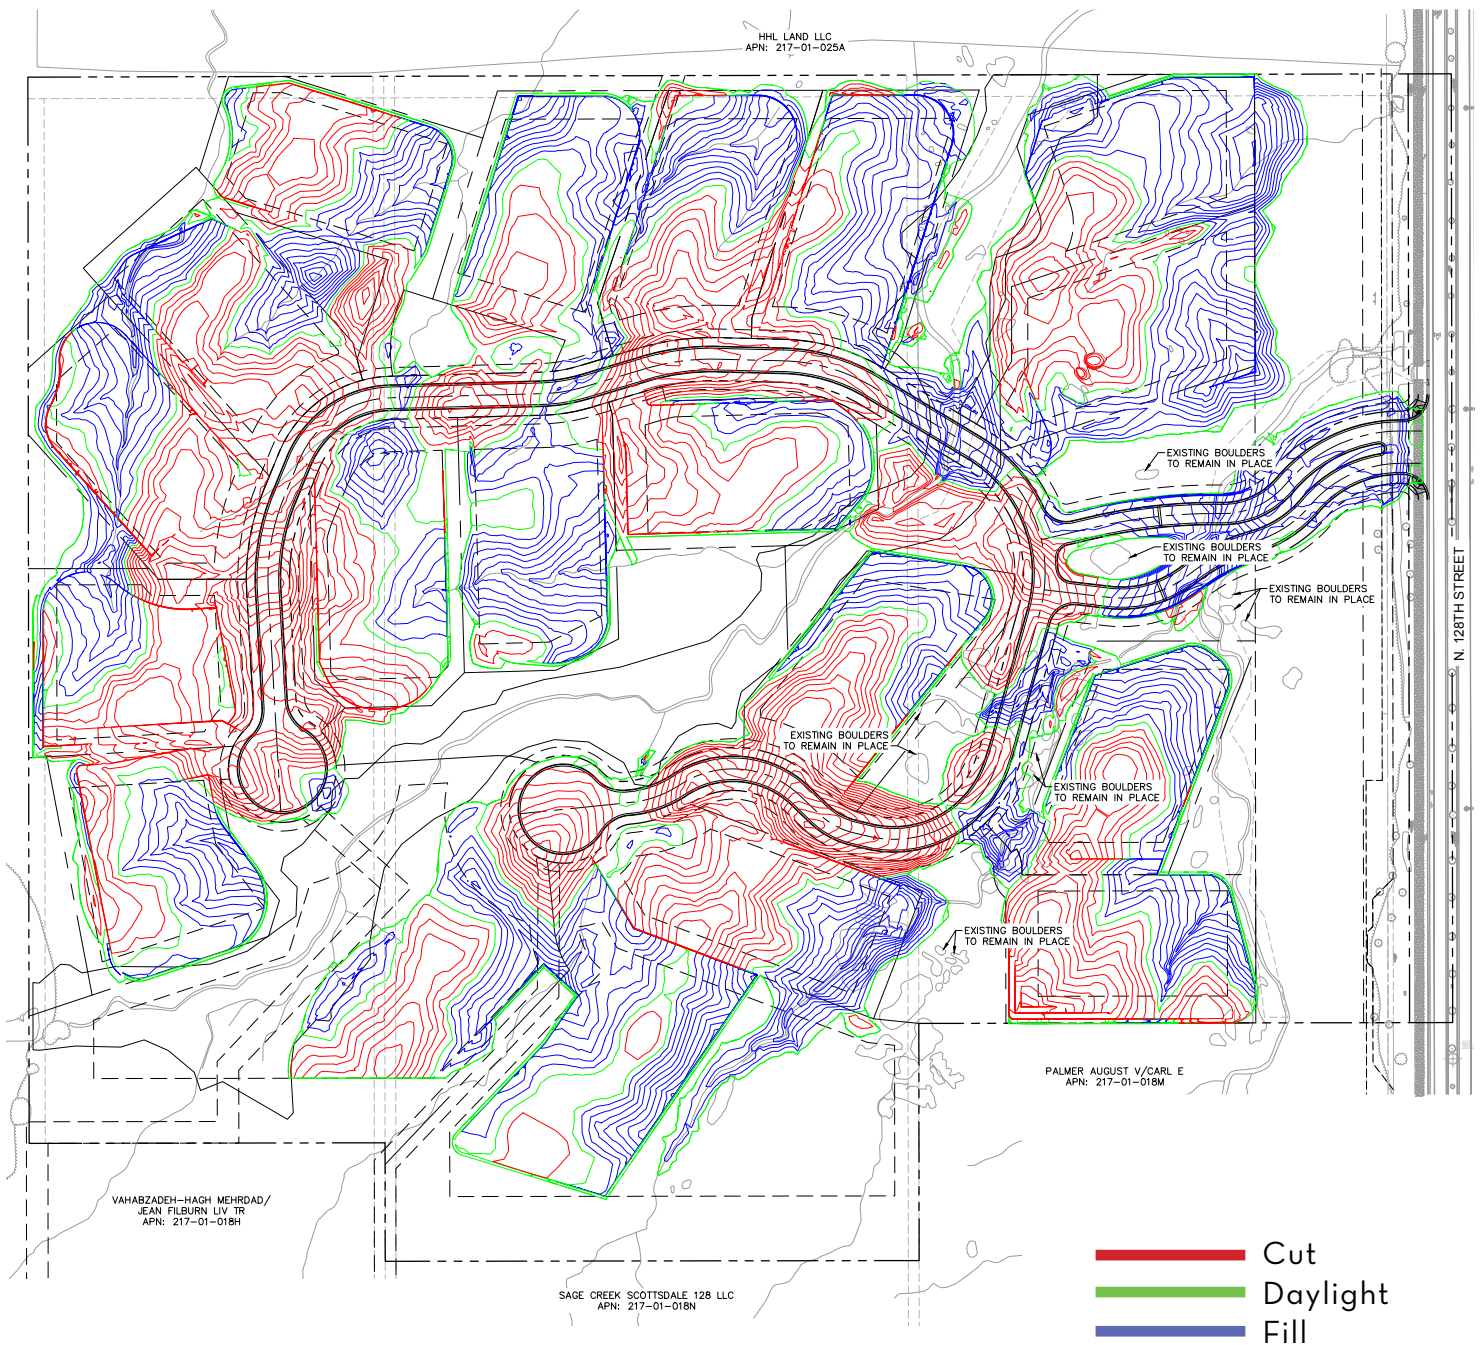 HHL LAND LLC
APN: 217-01-025A
EXISTING BOULDERS
TO REMAIN IN PLACE
EXISTING BOULDERS
TO REMAIN IN PLACE
EXISTING BOULDERS
TO REMAIN IN PLACE
N. 128TH STREET
EXISTING BOULDERS
TO REMAIN IN PLACE
EXISTING BOULDERS
TO REMAIN IN PLACE
EXISTING BOULDERS
TO REMAIN IN PLACE
PALMER AUGUST V/CARL E
APN: 217-01-018M
VAHABZADEH-HAGH MEHRDAD/
JEAN FILBURN LIV TR
APN: 217-01-018H
SAGE CREEK SCOTTSDALE 128 LLC
APN: 217-01-018N
Cut
Daylight
Fill